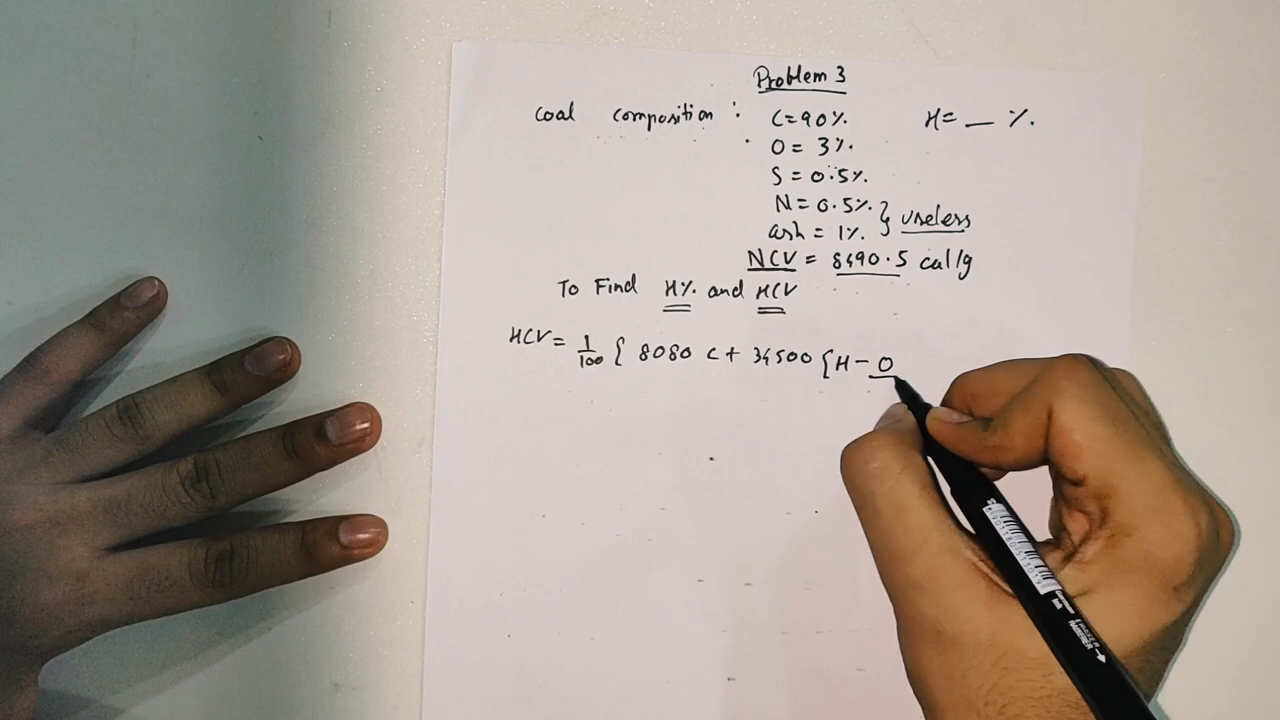 Problem 3
Coal composition : C=90%. H= __ %.
O = 3%.
S = 0.5%.
N = 0.5%. } useless
ash = 1%.
NCV = 8490.5 cal/g
To Find H% and HCV
HCV = 1/100 { 8080 C + 34500 { H - O